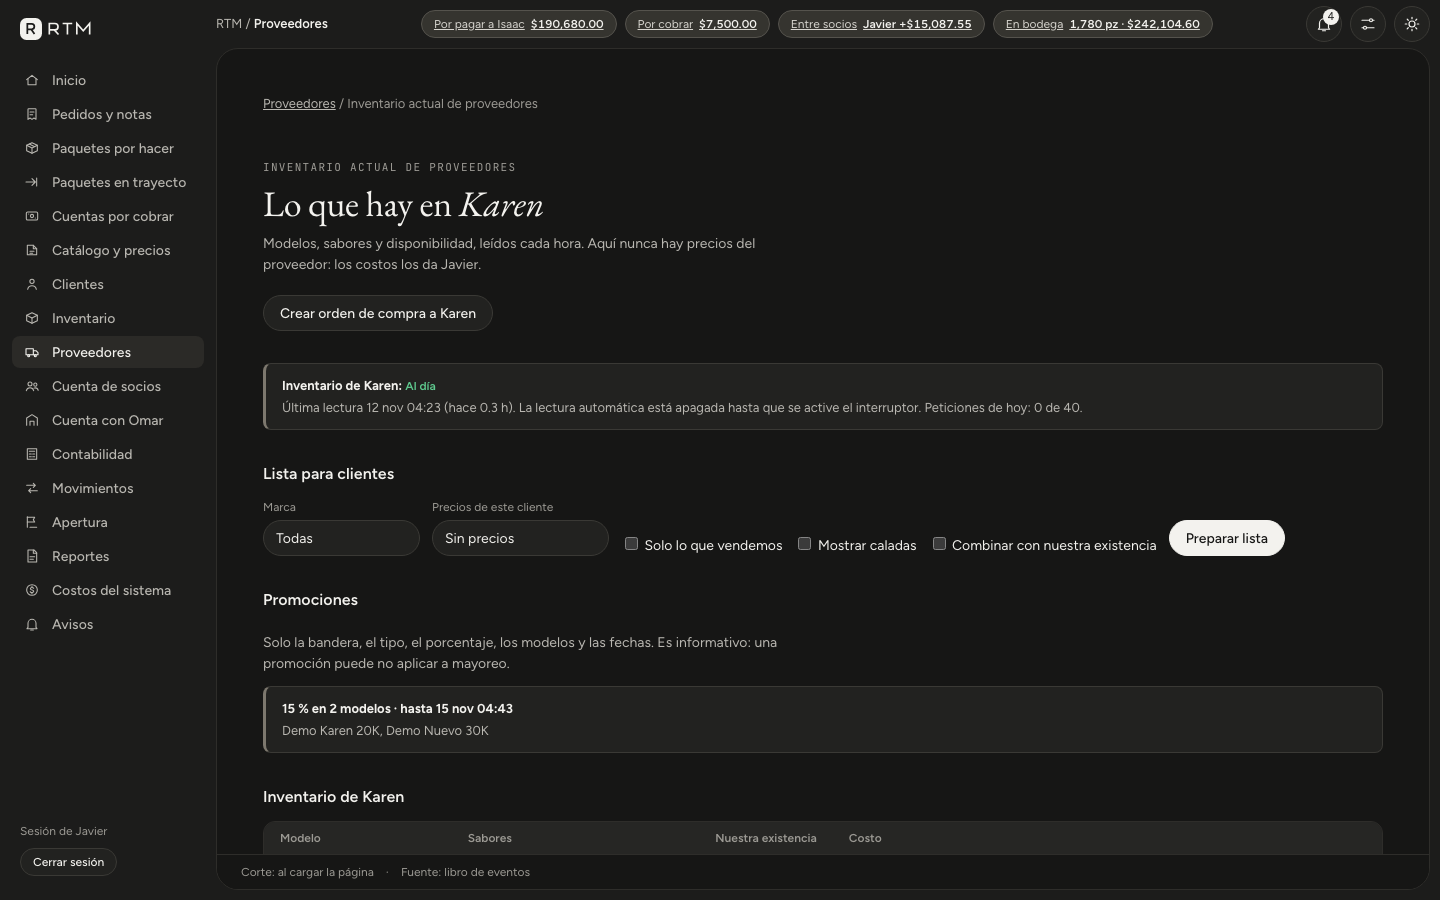 R RTM
RTM / Proveedores
Por pagar a Isaac $190,680.00
Por cobrar $7,500.00
Entre socios Javier +$15,087.55
En bodega 1,780 pz · $242,104.60
4
Inicio
Pedidos y notas
Paquetes por hacer
Paquetes en trayecto
Cuentas por cobrar
Catálogo y precios
Clientes
Inventario
Proveedores
Cuenta de socios
Cuenta con Omar
Contabilidad
Movimientos
Apertura
Reportes
Costos del sistema
Avisos
Sesión de Javier
Cerrar sesión
Proveedores / Inventario actual de proveedores
INVENTARIO ACTUAL DE PROVEEDORES
Lo que hay en Karen
Modelos, sabores y disponibilidad, leídos cada hora. Aquí nunca hay precios del
proveedor: los costos los da Javier.
Crear orden de compra a Karen
Inventario de Karen: Al día
Última lectura 12 nov 04:23 (hace 0.3 h). La lectura automática está apagada hasta que se active el interruptor. Peticiones de hoy: 0 de 40.
Lista para clientes
Marca
Precios de este cliente
Todas
Sin precios
Solo lo que vendemos
Mostrar caladas
Combinar con nuestra existencia
Preparar lista
Promociones
Solo la bandera, el tipo, el porcentaje, los modelos y las fechas. Es informativo: una
promoción puede no aplicar a mayoreo.
15 % en 2 modelos · hasta 15 nov 04:43
Demo Karen 20K, Demo Nuevo 30K
Inventario de Karen
Modelo Sabores Nuestra existencia Costo
Corte: al cargar la página · Fuente: libro de eventos